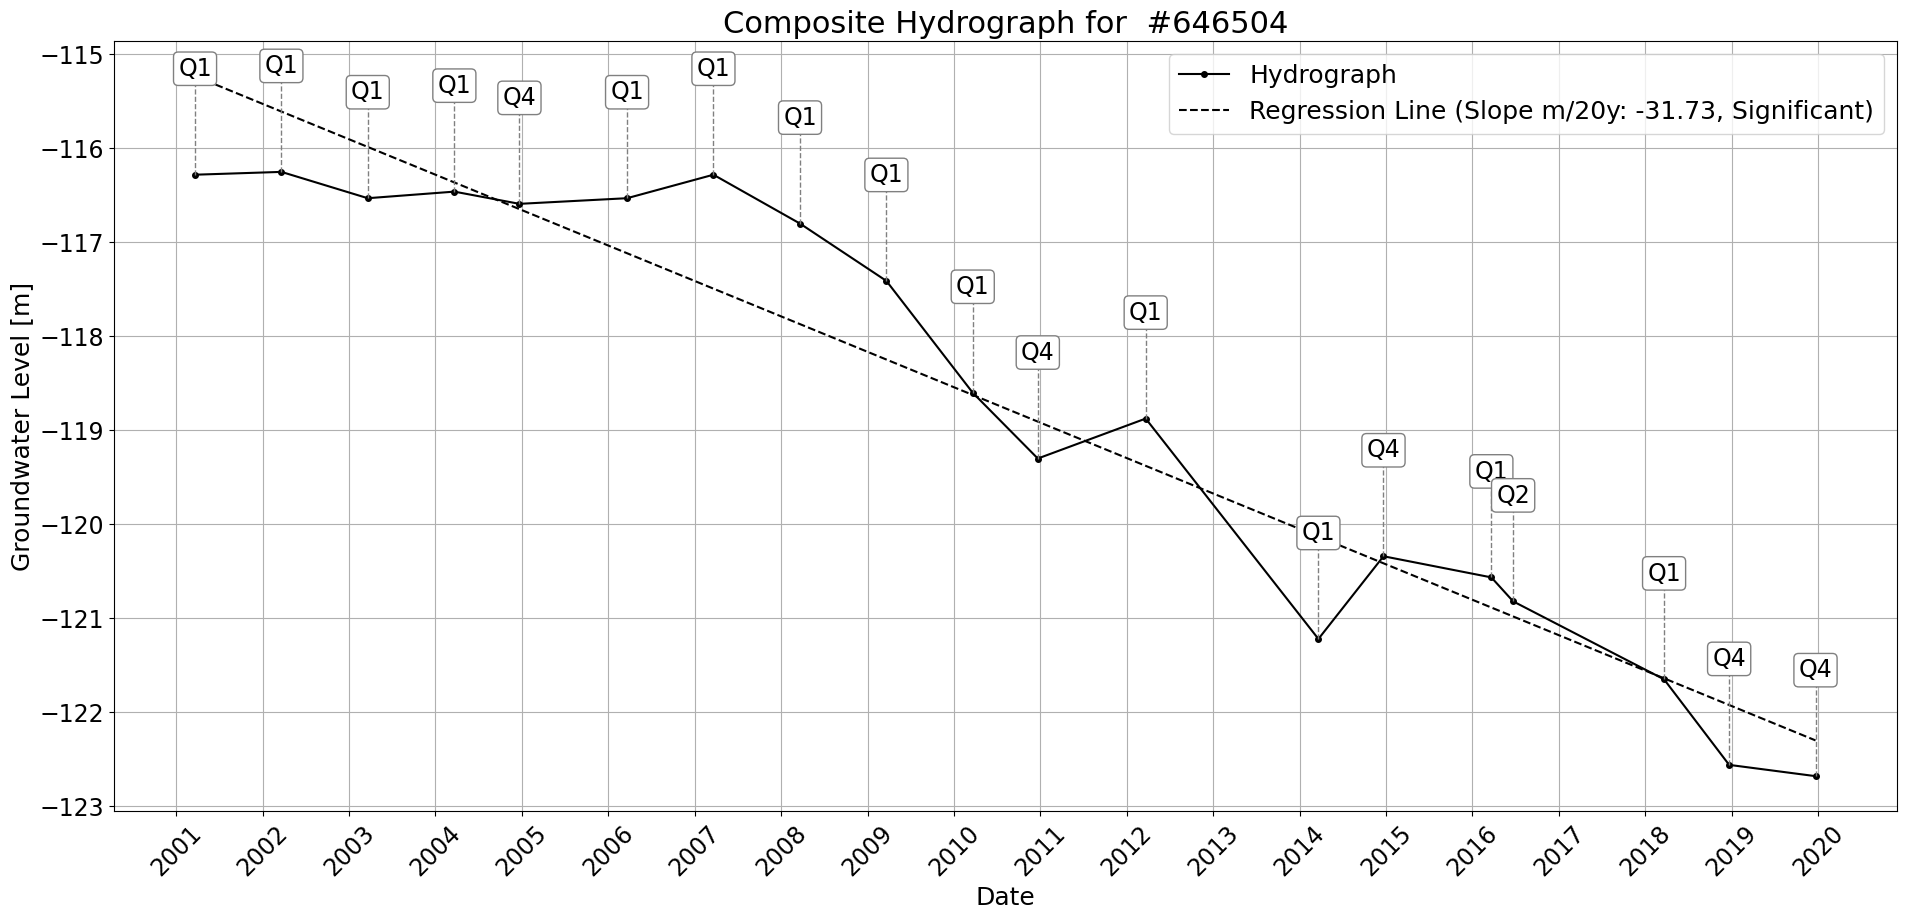 Composite Hydrograph for  #646504
Hydrograph
Regression Line (Slope m/20y: -31.73, Significant)
Groundwater Level [m]
−115
−116
−117
−118
−119
−120
−121
−122
−123
Q1
Q1
Q1
Q1
Q4
Q1
Q1
Q1
Q1
Q1
Q4
Q1
Q1
Q4
Q1
Q2
Q1
Q4
Q4
2001
2002
2003
2004
2005
2006
2007
2008
2009
2010
2011
2012
2013
2014
2015
2016
2017
2018
2019
2020
Date